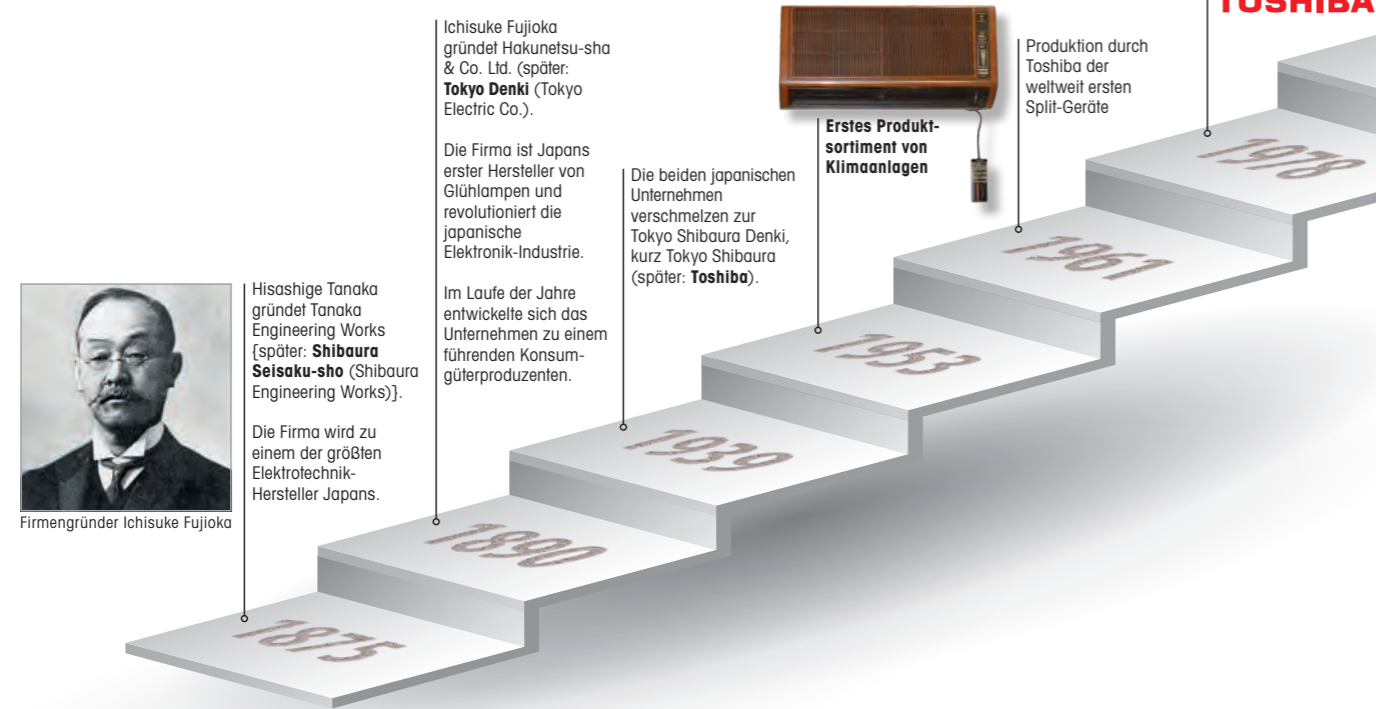 TOSHIBA
Ichisuke Fujioka
gründet Hakunetsu-sha
& Co. Ltd. (später:
Tokyo Denki (Tokyo
Electric Co.).
Die Firma ist Japans
erster Hersteller von
Glühlampen und
revolutioniert die
japanische
Elektronik-Industrie.
Im Laufe der Jahre
entwickelte sich das
Unternehmen zu einem
führenden Konsum-
güterproduzenten.
Produktion durch
Toshiba der
weltweit ersten
Split-Geräte
Erstes Produkt-
sortiment von
Klimaanlagen
Die beiden japanischen
Unternehmen
verschmelzen zur
Tokyo Shibaura Denki,
kurz Tokyo Shibaura
(später: Toshiba).
Hisashige Tanaka
gründet Tanaka
Engineering Works
{später: Shibaura
Seisaku-sho (Shibaura
Engineering Works)}.
Die Firma wird zu
einem der größten
Elektrotechnik-
Hersteller Japans.
Firmengründer Ichisuke Fujioka
1978
1961
1953
1939
1890
1875